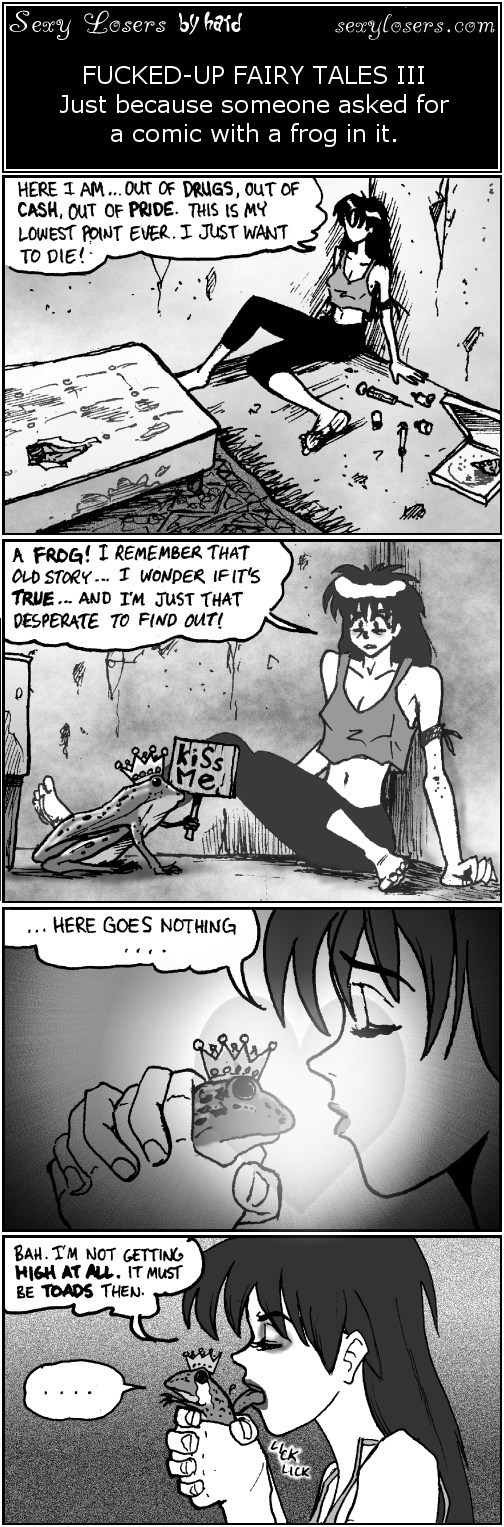 Sexy Losers by hard
sexylosers.com
FUCKED-UP FAIRY TALES III
Just because someone asked for
a comic with a frog in it.
HERE I AM... OUT OF DRUGS, OUT OF
CASH, OUT OF PRIDE. THIS IS MY
LOWEST POINT EVER. I JUST WANT
TO DIE!
A FROG! I REMEMBER THAT
OLD STORY... I WONDER IF IT'S
TRUE... AND I'M JUST THAT
DESPERATE TO FIND OUT!
KiSS
ME
... HERE GOES NOTHING
....
BAH. I'M NOT GETTING
HIGH AT ALL. IT MUST
BE TOADS THEN.
....
LICK
LICK